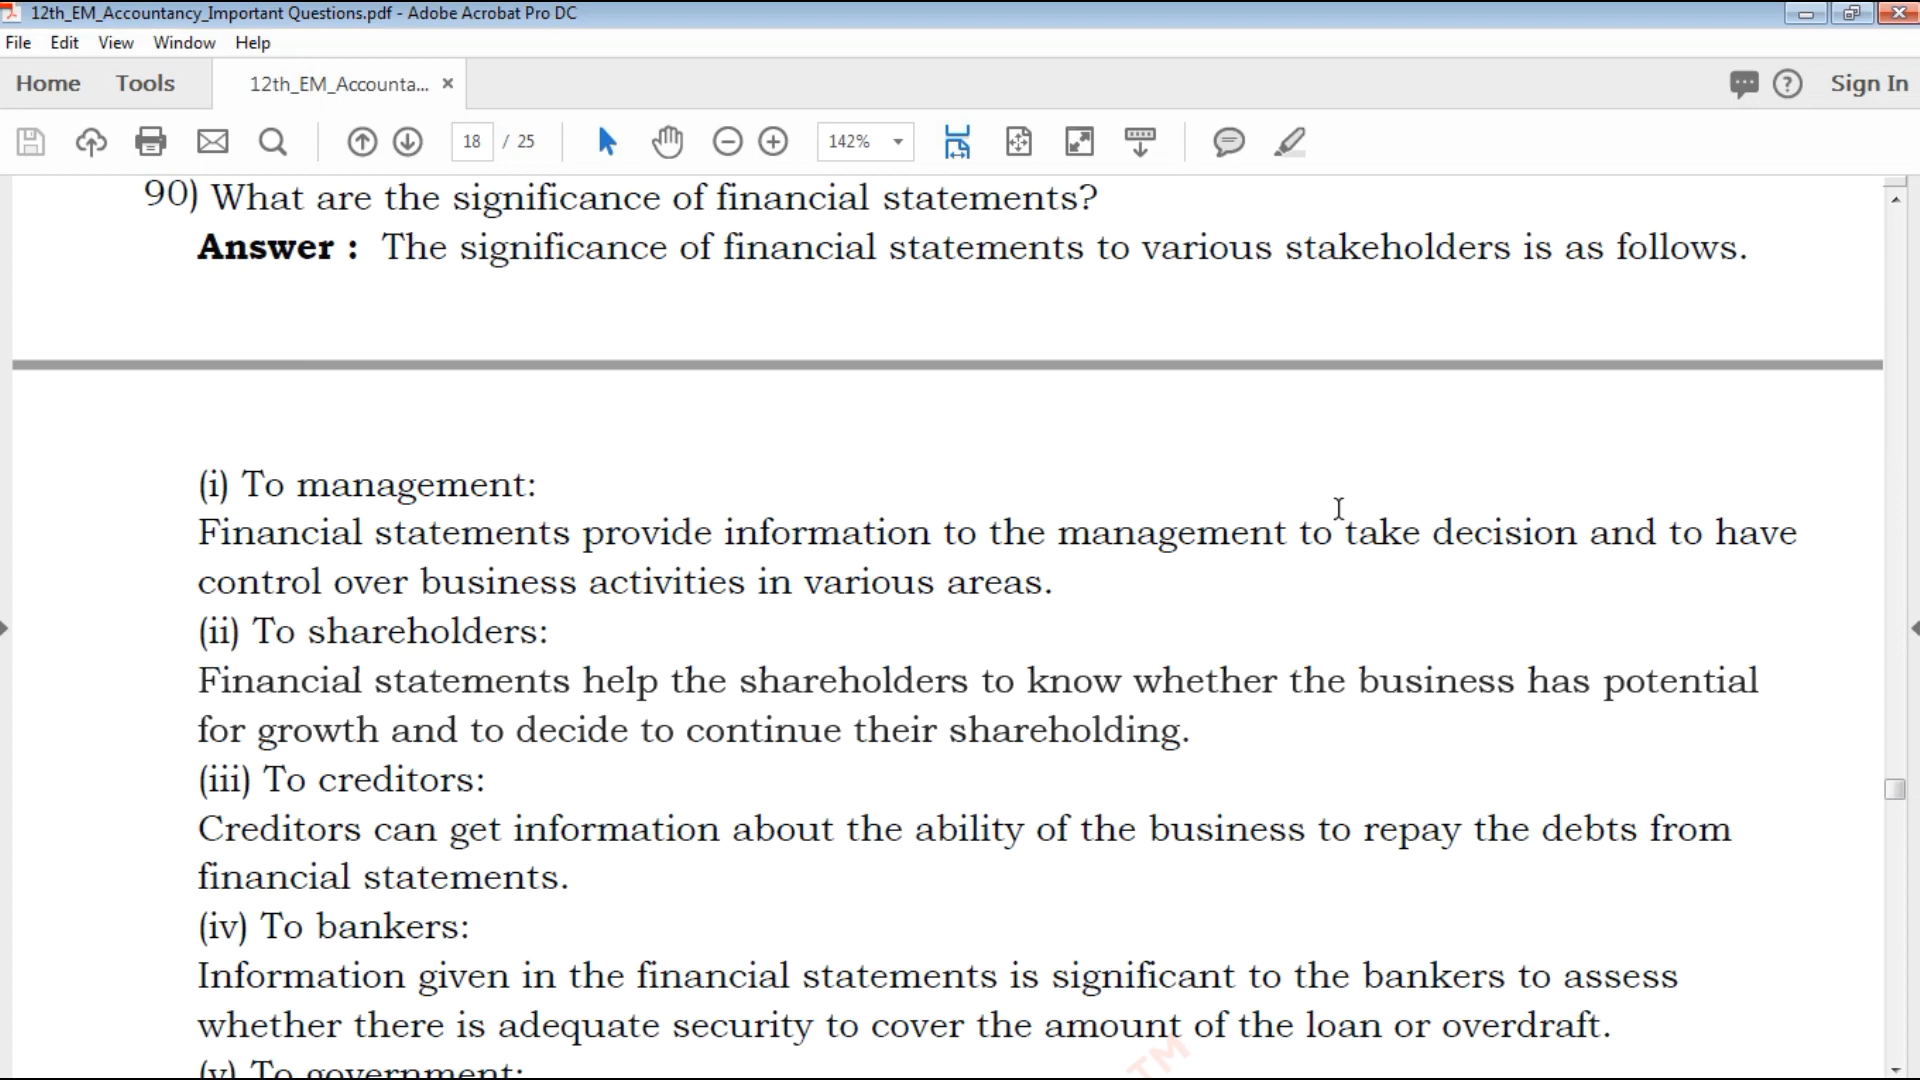 12th_EM_Accountancy_Important Questions.pdf - Adobe Acrobat Pro DC
File Edit View Window Help
Home Tools 12th_EM_Accounta... × Sign In
18 / 25 142%
90) What are the significance of financial statements?
Answer : The significance of financial statements to various stakeholders is as follows.
(i) To management:
Financial statements provide information to the management to take decision and to have
control over business activities in various areas.
(ii) To shareholders:
Financial statements help the shareholders to know whether the business has potential
for growth and to decide to continue their shareholding.
(iii) To creditors:
Creditors can get information about the ability of the business to repay the debts from
financial statements.
(iv) To bankers:
Information given in the financial statements is significant to the bankers to assess
whether there is adequate security to cover the amount of the loan or overdraft.
(v) To government:
TM